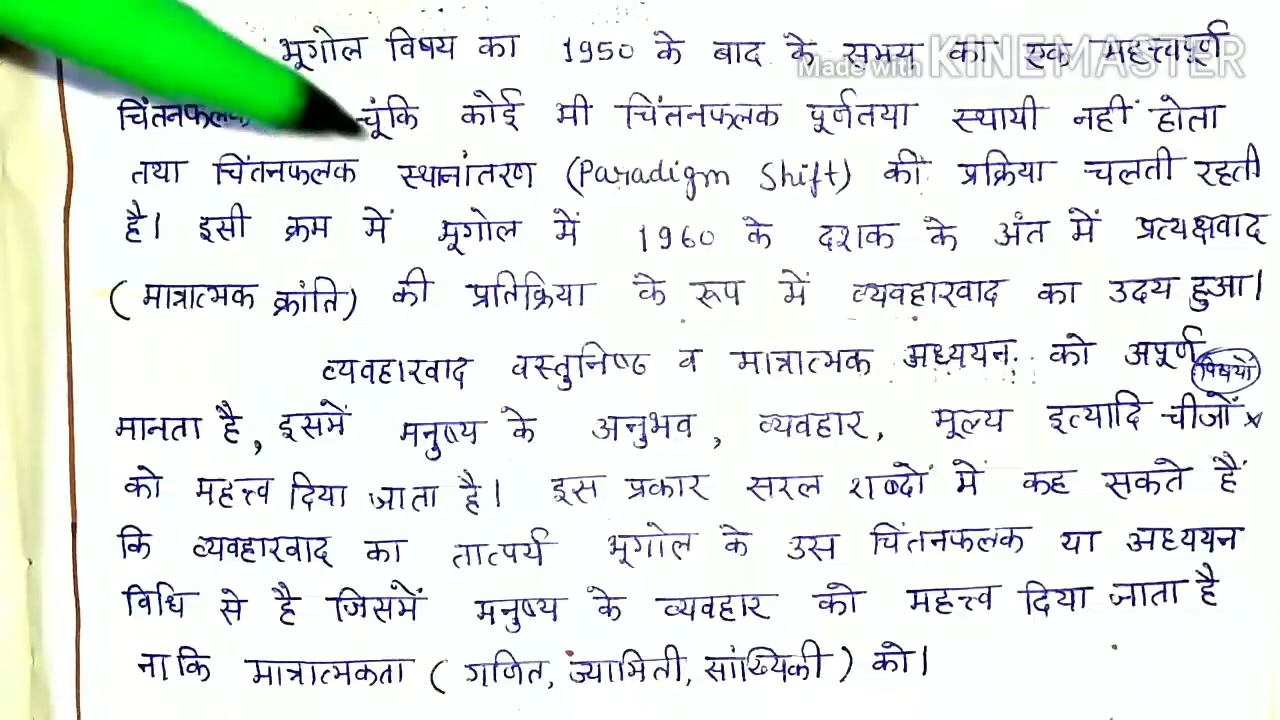 भूगोल विषय का 1950 के बाद के समय का एक महत्त्वपूर्ण
Made with KINEMASTER
चूंकि कोई भी चिंतनफलक पूर्णतया स्थायी नहीं होता
तथा चिंतनफलक स्थानांतरण (Paradigm Shift) की प्रक्रिया चलती रहती
है। इसी क्रम में भूगोल में 1960 के दशक के अंत में प्रत्यक्षवाद
(मात्रात्मक क्रांति) की प्रतिक्रिया के रूप में व्यवहारवाद का उदय हुआ।
व्यवहारवाद वस्तुनिष्ठ व मात्रात्मक अध्ययन को अपूर्ण
विषयों
मानता है, इसमें मनुष्य के अनुभव, व्यवहार, मूल्य इत्यादि चीजों
को महत्त्व दिया जाता है। इस प्रकार सरल शब्दों में कह सकते हैं
कि व्यवहारवाद का तात्पर्य भूगोल के उस चिंतनफलक या अध्ययन
विधि से है जिसमें मनुष्य के व्यवहार को महत्त्व दिया जाता है
ना कि मात्रात्मकता (गणित, ज्यामिती, सांख्यिकी) को।